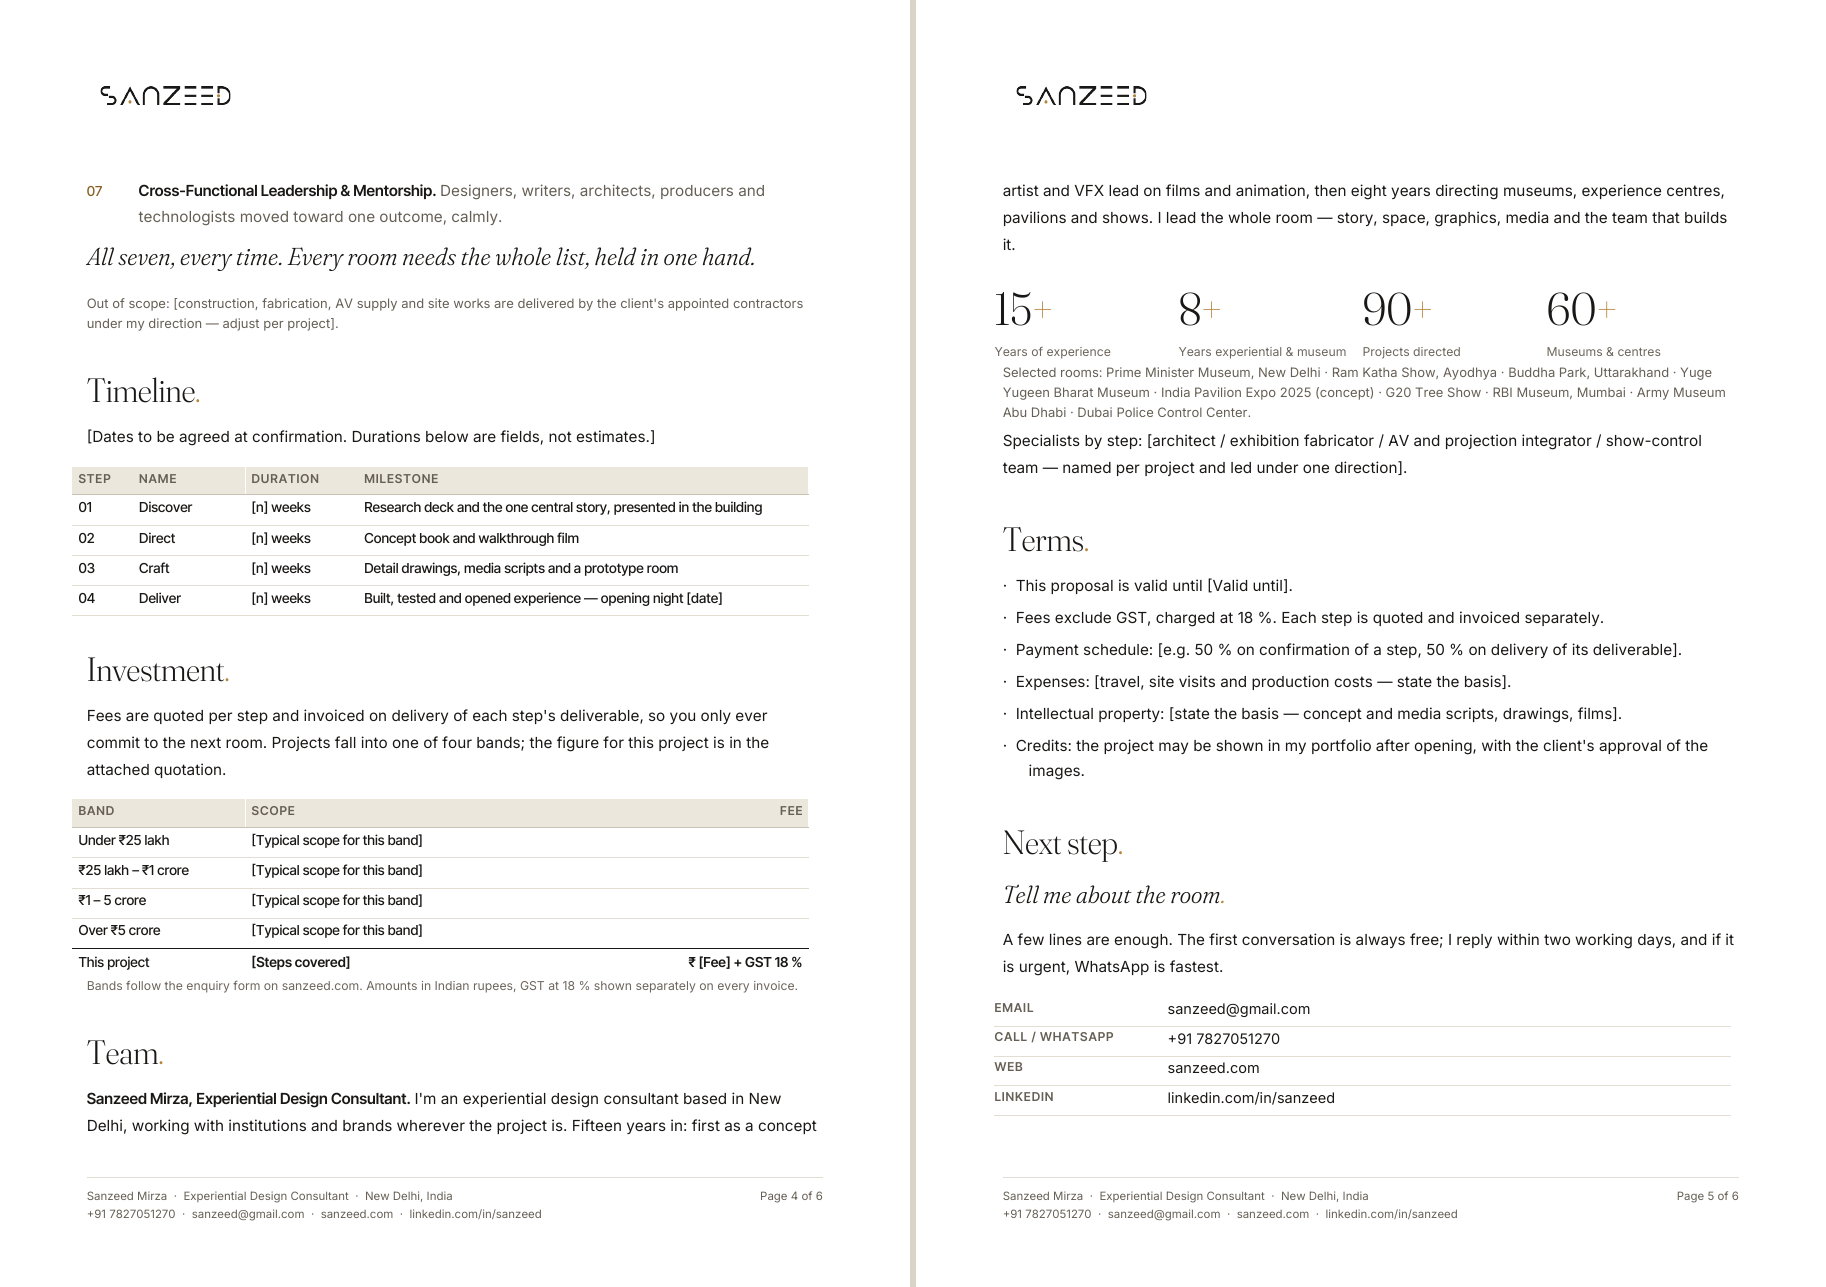 SANZEED
07 Cross-Functional Leadership & Mentorship. Designers, writers, architects, producers and
technologists moved toward one outcome, calmly.
All seven, every time. Every room needs the whole list, held in one hand.
Out of scope: [construction, fabrication, AV supply and site works are delivered by the client's appointed contractors
under my direction — adjust per project].
Timeline.
[Dates to be agreed at confirmation. Durations below are fields, not estimates.]
STEP NAME DURATION MILESTONE
01 Discover [n] weeks Research deck and the one central story, presented in the building
02 Direct [n] weeks Concept book and walkthrough film
03 Craft [n] weeks Detail drawings, media scripts and a prototype room
04 Deliver [n] weeks Built, tested and opened experience — opening night [date]
Investment.
Fees are quoted per step and invoiced on delivery of each step's deliverable, so you only ever
commit to the next room. Projects fall into one of four bands; the figure for this project is in the
attached quotation.
BAND SCOPE FEE
Under ₹25 lakh [Typical scope for this band]
₹25 lakh – ₹1 crore [Typical scope for this band]
₹1 – 5 crore [Typical scope for this band]
Over ₹5 crore [Typical scope for this band]
This project [Steps covered] ₹ [Fee] + GST 18 %
Bands follow the enquiry form on sanzeed.com. Amounts in Indian rupees, GST at 18 % shown separately on every invoice.
Team.
Sanzeed Mirza, Experiential Design Consultant. I'm an experiential design consultant based in New
Delhi, working with institutions and brands wherever the project is. Fifteen years in: first as a concept
Sanzeed Mirza · Experiential Design Consultant · New Delhi, India Page 4 of 6
+91 7827051270 · sanzeed@gmail.com · sanzeed.com · linkedin.com/in/sanzeed
SANZEED
artist and VFX lead on films and animation, then eight years directing museums, experience centres,
pavilions and shows. I lead the whole room — story, space, graphics, media and the team that builds
it.
15+ 8+ 90+ 60+
Years of experience Years experiential & museum Projects directed Museums & centres
Selected rooms: Prime Minister Museum, New Delhi · Ram Katha Show, Ayodhya · Buddha Park, Uttarakhand · Yuge
Yugeen Bharat Museum · India Pavilion Expo 2025 (concept) · G20 Tree Show · RBI Museum, Mumbai · Army Museum
Abu Dhabi · Dubai Police Control Center.
Specialists by step: [architect / exhibition fabricator / AV and projection integrator / show-control
team — named per project and led under one direction].
Terms.
· This proposal is valid until [Valid until].
· Fees exclude GST, charged at 18 %. Each step is quoted and invoiced separately.
· Payment schedule: [e.g. 50 % on confirmation of a step, 50 % on delivery of its deliverable].
· Expenses: [travel, site visits and production costs — state the basis].
· Intellectual property: [state the basis — concept and media scripts, drawings, films].
· Credits: the project may be shown in my portfolio after opening, with the client's approval of the
images.
Next step.
Tell me about the room.
A few lines are enough. The first conversation is always free; I reply within two working days, and if it
is urgent, WhatsApp is fastest.
EMAIL sanzeed@gmail.com
CALL / WHATSAPP +91 7827051270
WEB sanzeed.com
LINKEDIN linkedin.com/in/sanzeed
Sanzeed Mirza · Experiential Design Consultant · New Delhi, India Page 5 of 6
+91 7827051270 · sanzeed@gmail.com · sanzeed.com · linkedin.com/in/sanzeed